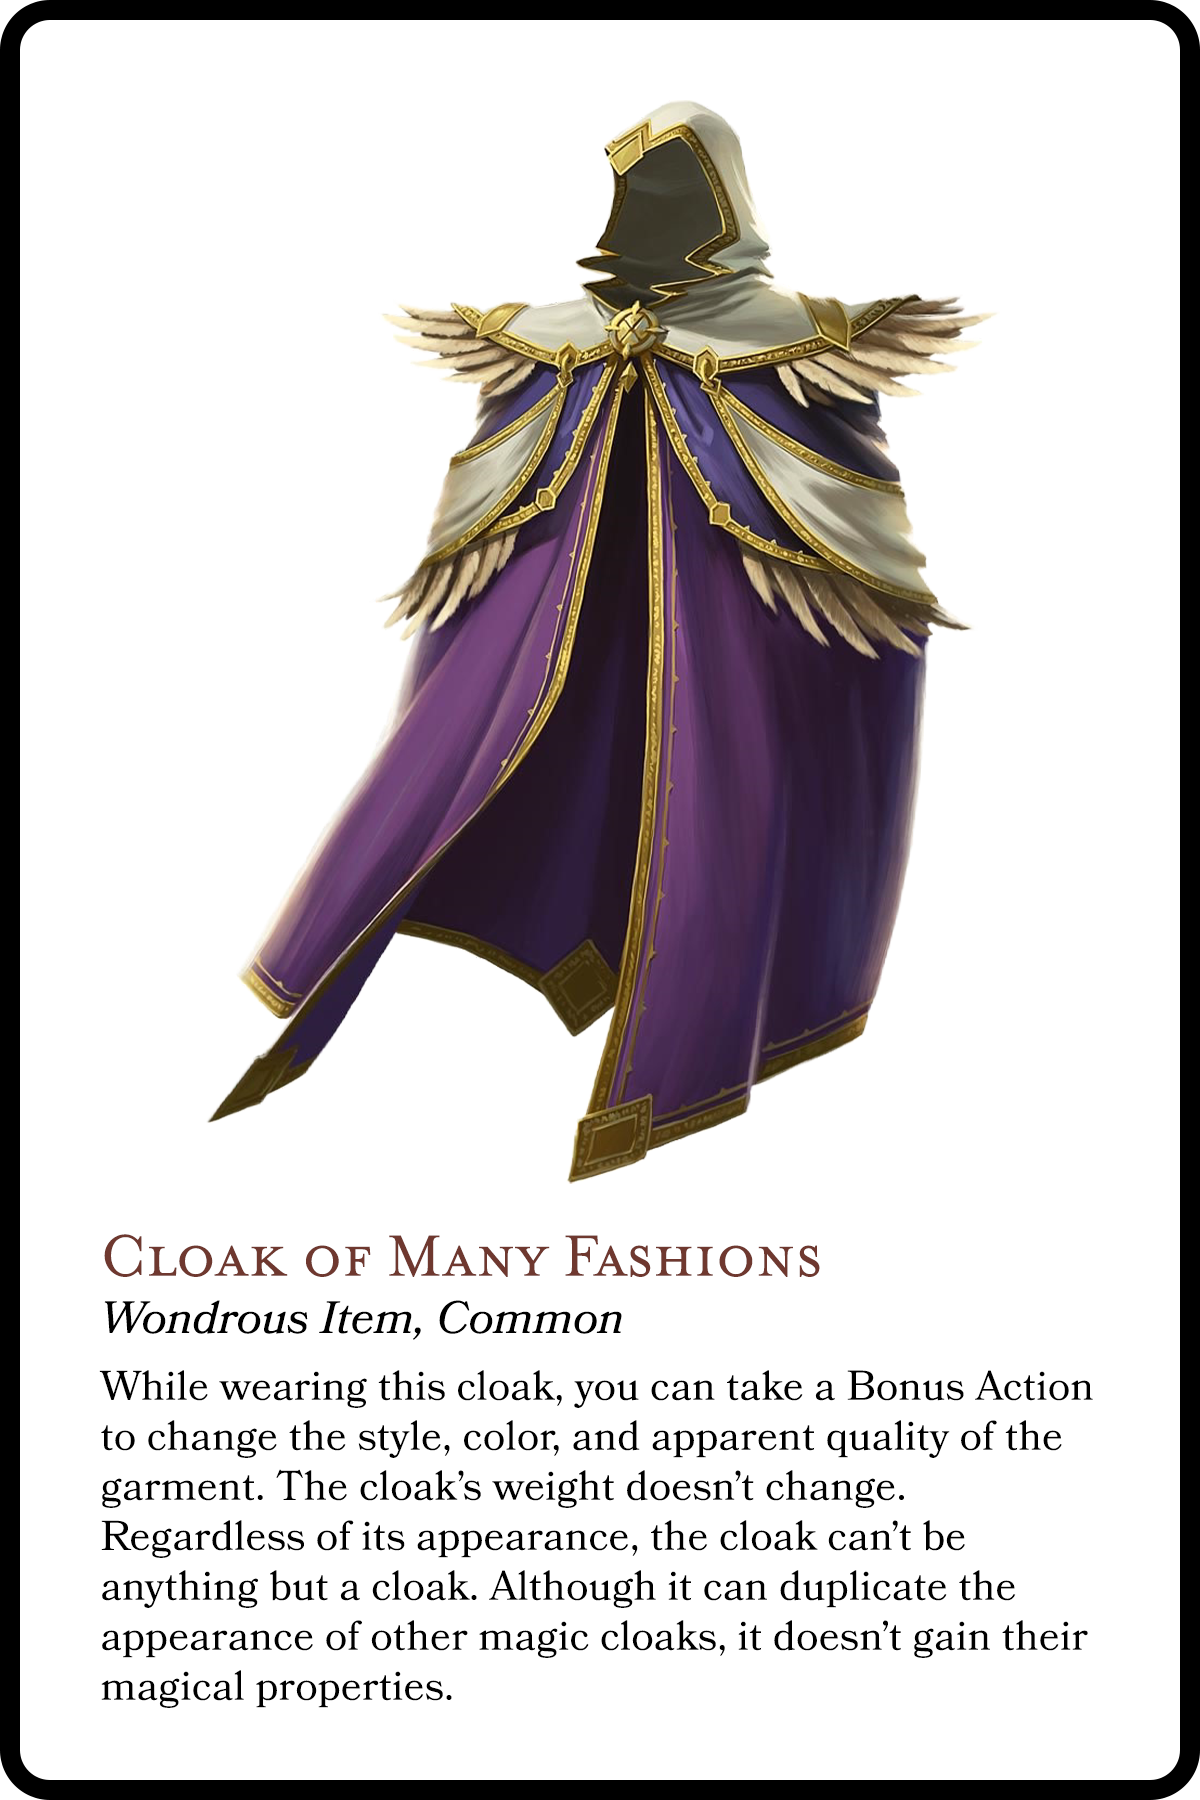 Cloak of Many Fashions
Wondrous Item, Common
While wearing this cloak, you can take a Bonus Action
to change the style, color, and apparent quality of the
garment. The cloak’s weight doesn’t change.
Regardless of its appearance, the cloak can’t be
anything but a cloak. Although it can duplicate the
appearance of other magic cloaks, it doesn’t gain their
magical properties.